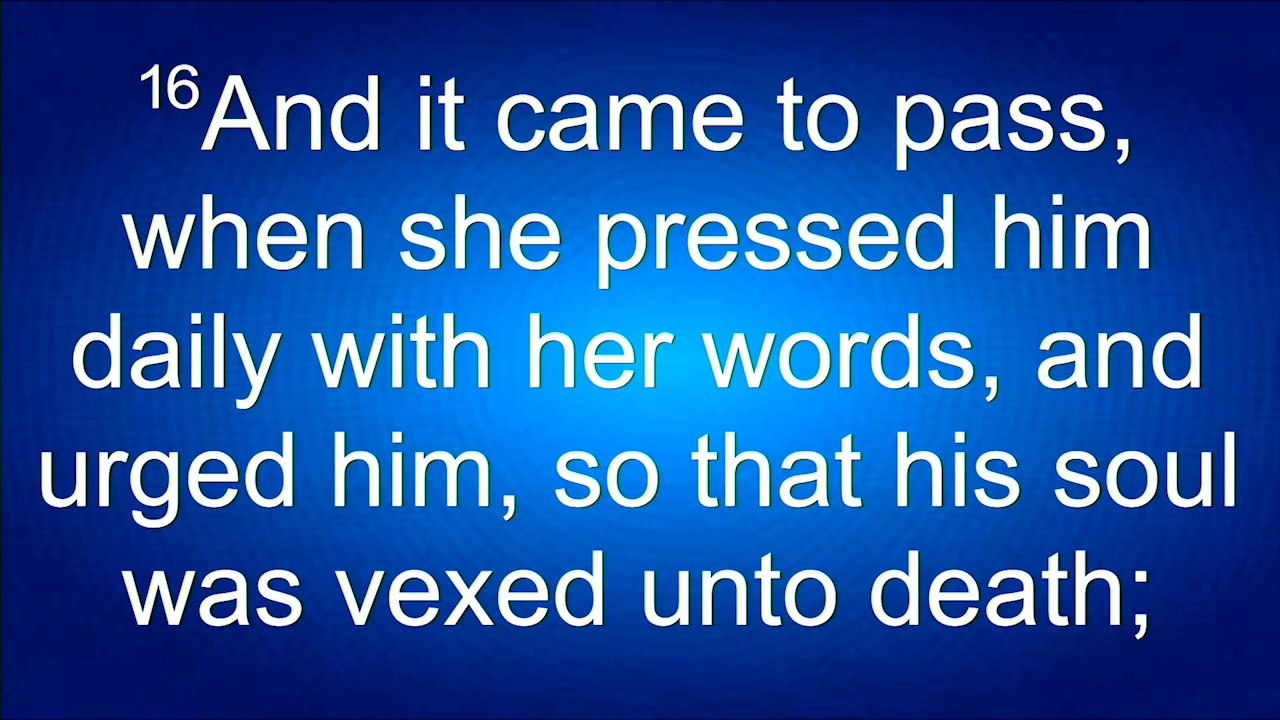 16And it came to pass,
when she pressed him
daily with her words, and
urged him, so that his soul
was vexed unto death;